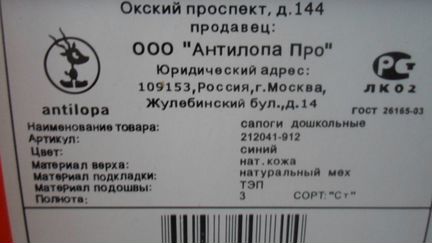 Окский проспект, д.144
продавец:
ООО "Антилопа Про"
Юридический адрес:
109153,Россия,г.Москва,
Жулебинский бул.,д.14
antilopa
РСТ
ЛК02
ГОСТ 26165-03
Наименование товара: сапоги дошкольные
Артикул: 212041-912
Цвет: синий
Материал верха: нат.кожа
Материал подкладки: натуральный мех
Материал подошвы: ТЭП
Полнота: 3 СОРТ:"Ст"